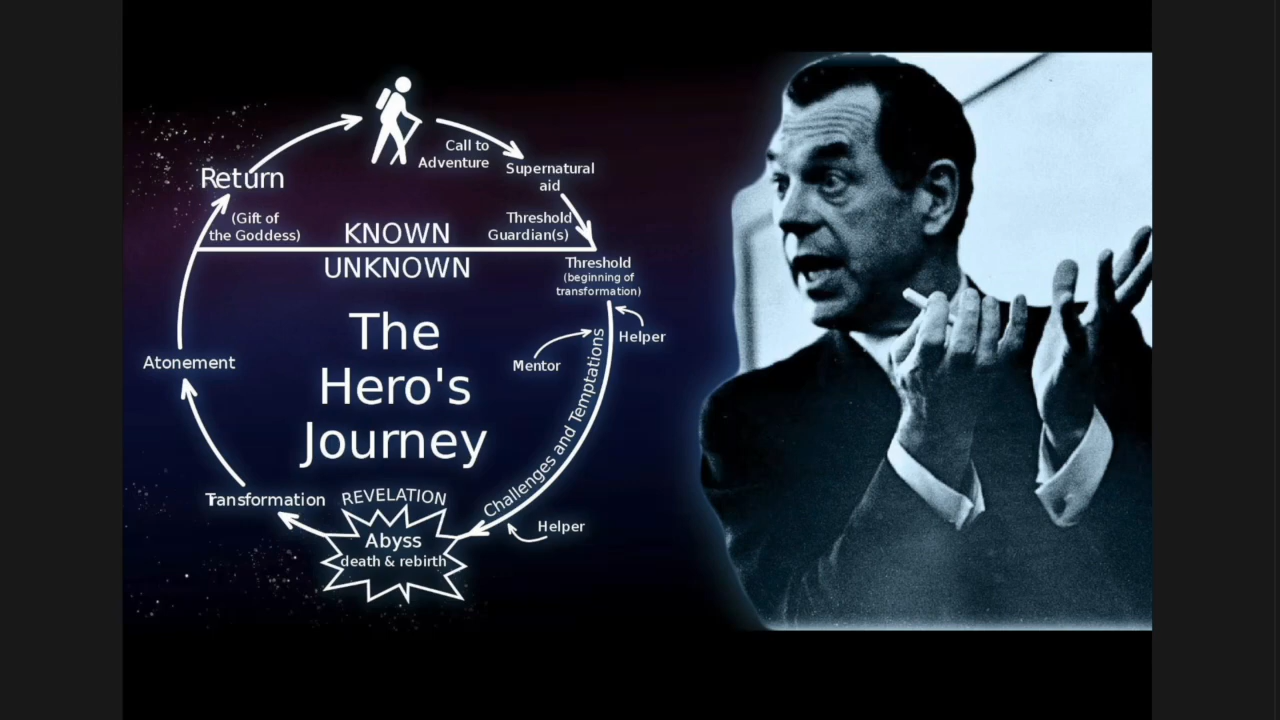 Call to
Adventure
Supernatural
aid
Return
(Gift of
the Goddess)
KNOWN
Threshold
Guardian(s)
UNKNOWN
Threshold
(beginning of
transformation)
The
Hero's
Journey
Helper
Mentor
Challenges and Temptations
Atonement
Transformation
REVELATION
Helper
Abyss
death & rebirth